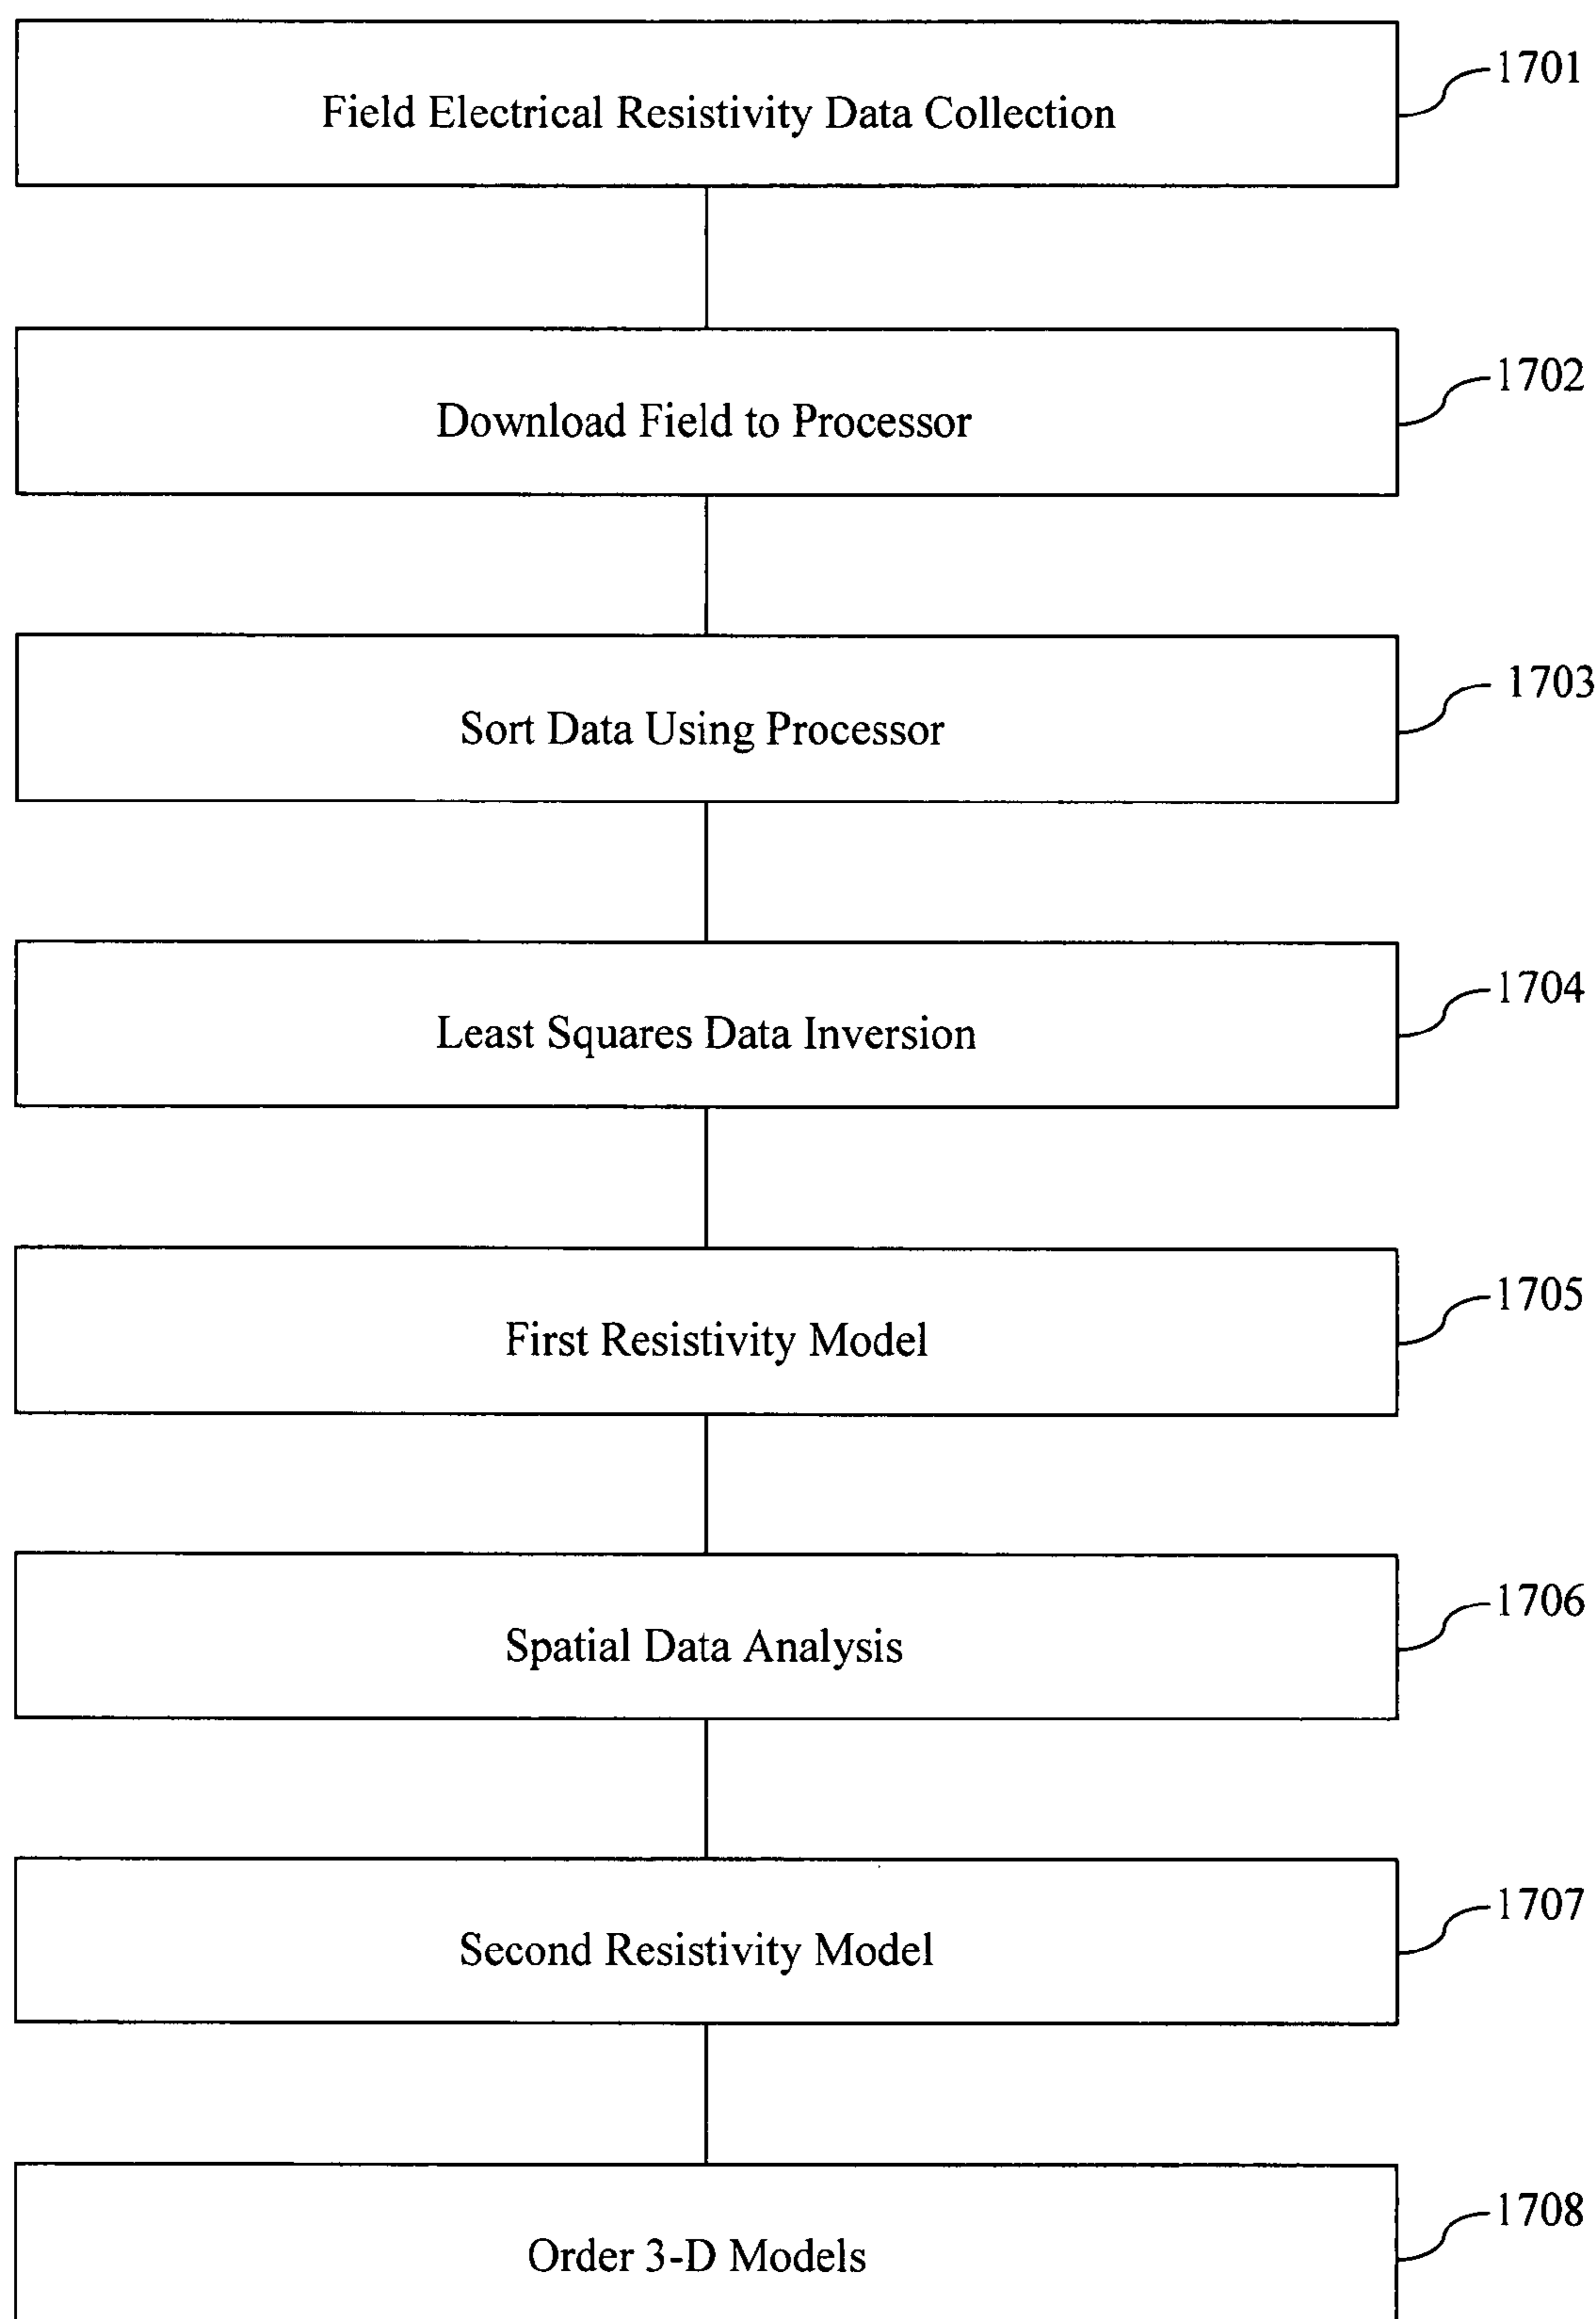 Field Electrical Resistivity Data Collection
1701
Download Field to Processor
1702
Sort Data Using Processor
1703
Least Squares Data Inversion
1704
First Resistivity Model
1705
Spatial Data Analysis
1706
Second Resistivity Model
1707
Order 3-D Models
1708